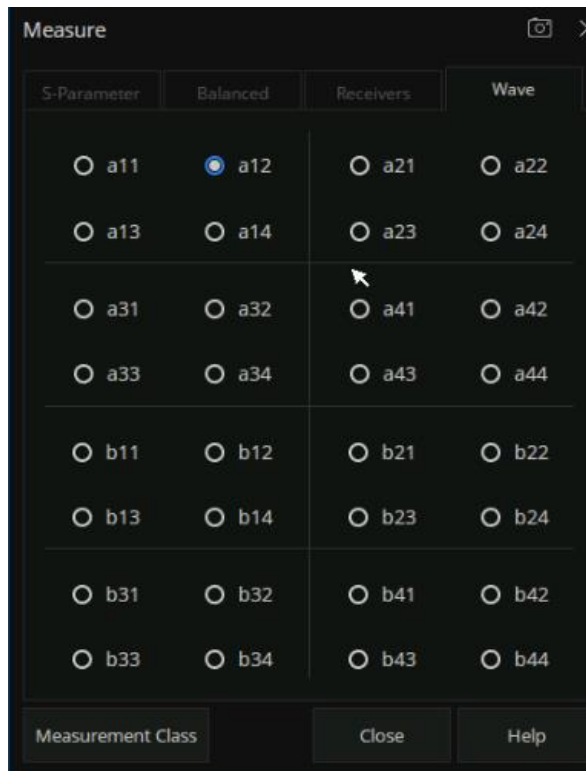 Measure
S-Parameter Balanced Receivers Wave
a11 a12 a21 a22
a13 a14 a23 a24
a31 a32 a41 a42
a33 a34 a43 a44
b11 b12 b21 b22
b13 b14 b23 b24
b31 b32 b41 b42
b33 b34 b43 b44
Measurement Class Close Help